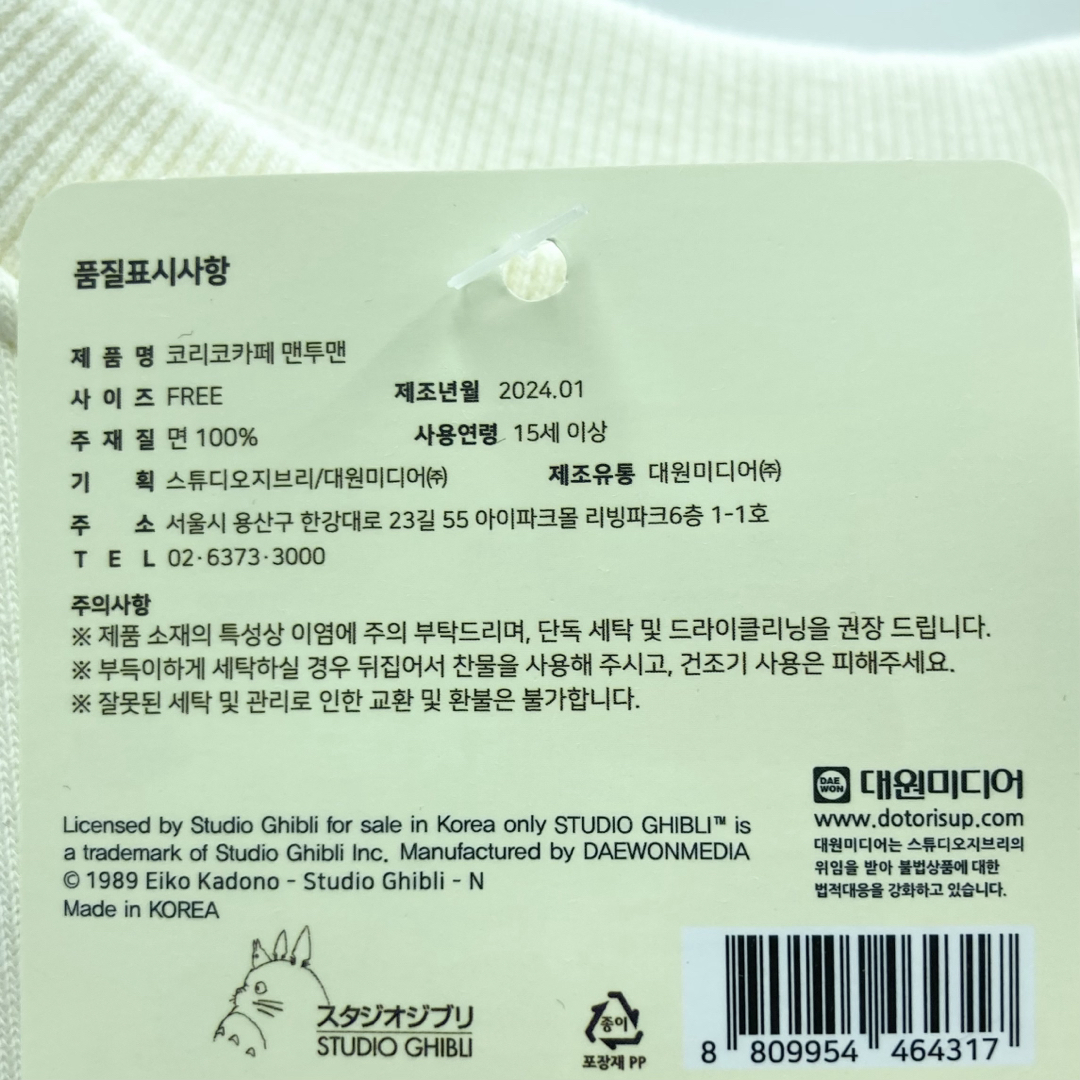 품질표시사항
제 품 명 코리코카페 맨투맨
사 이 즈 FREE 제조년월 2024.01
주 재 질 면 100% 사용연령 15세 이상
기 획 스튜디오지브리/대원미디어㈜ 제조유통 대원미디어㈜
주 소 서울시 용산구 한강대로 23길 55 아이파크몰 리빙파크6층 1-1호
T E L 02·6373·3000
주의사항
※ 제품 소재의 특성상 이염에 주의 부탁드리며, 단독 세탁 및 드라이클리닝을 권장 드립니다.
※ 부득이하게 세탁하실 경우 뒤집어서 찬물을 사용해 주시고, 건조기 사용은 피해주세요.
※ 잘못된 세탁 및 관리로 인한 교환 및 환불은 불가합니다.
DAE WON 대원미디어
www.dotorisup.com
대원미디어는 스튜디오지브리의
위임을 받아 불법상품에 대한
법적대응을 강화하고 있습니다.
Licensed by Studio Ghibli for sale in Korea only STUDIO GHIBLI™ is
a trademark of Studio Ghibli Inc. Manufactured by DAEWONMEDIA
© 1989 Eiko Kadono - Studio Ghibli - N
Made in KOREA
スタジオジブリ
STUDIO GHIBLI
종이
포장재 PP
8 809954 464317